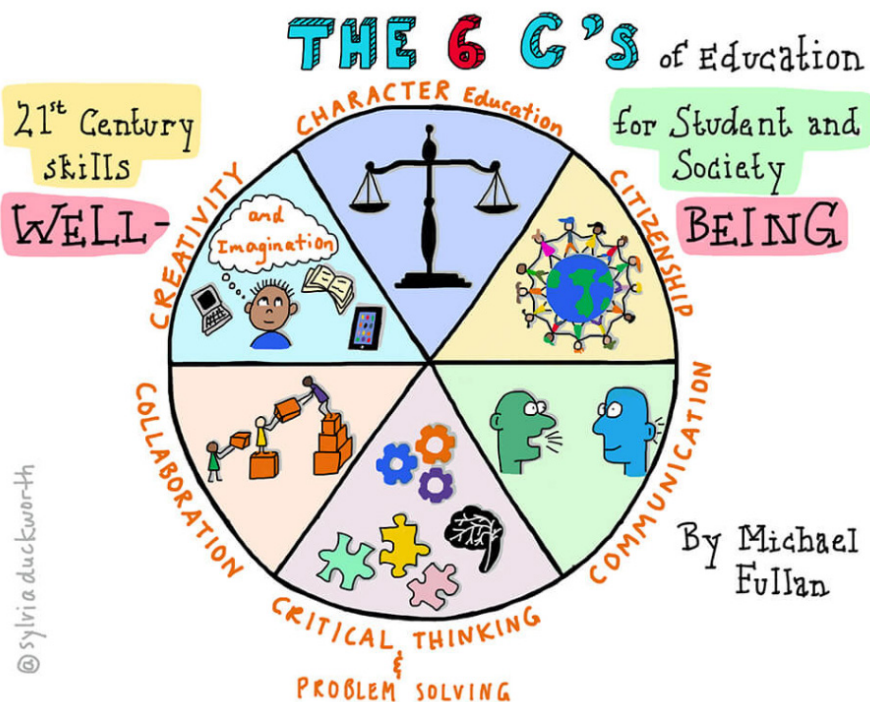 THE 6 C'S of Education
21st Century
skills
WELL-
for Student and
Society
BEING
CHARACTER Education
CITIZENSHIP
COMMUNICATION
CRITICAL THINKING
&
PROBLEM SOLVING
COLLABORATION
CREATIVITY
and
Imagination
By Michael
Fullan
@sylviaduckworth